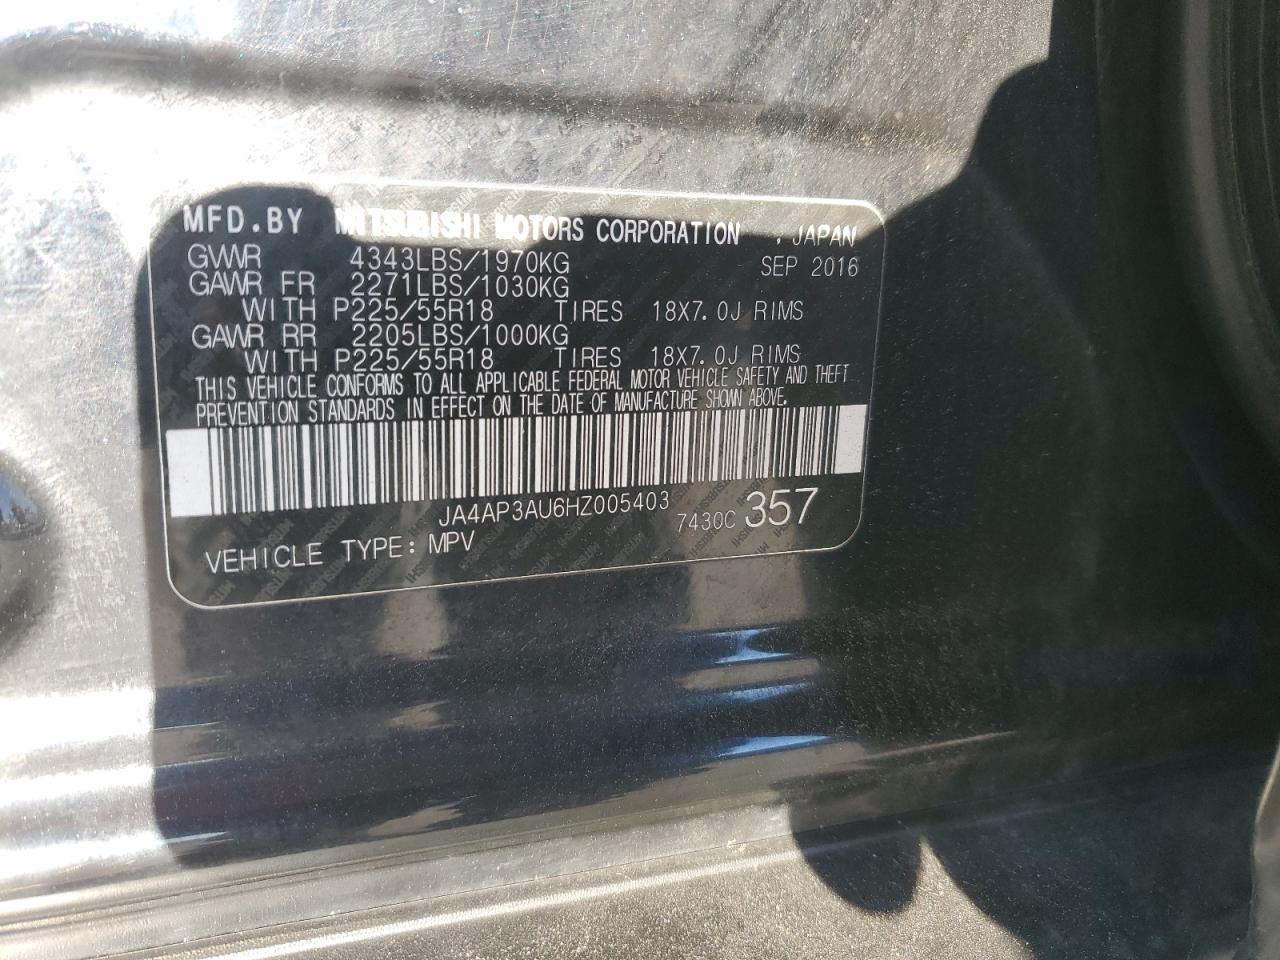 MFD.BY MITSUBISHI MOTORS CORPORATION , JAPAN
GVWR 4343LBS/1970KG SEP 2016
GAWR FR 2271LBS/1030KG
WITH P225/55R18 TIRES 18X7.0J RIMS
GAWR RR 2205LBS/1000KG
WITH P225/55R18 TIRES 18X7.0J RIMS
THIS VEHICLE CONFORMS TO ALL APPLICABLE FEDERAL MOTOR VEHICLE SAFETY AND THEFT
PREVENTION STANDARDS IN EFFECT ON THE DATE OF MANUFACTURE SHOWN ABOVE.
JA4AP3AU6HZ005403
7430C 357
VEHICLE TYPE: MPV